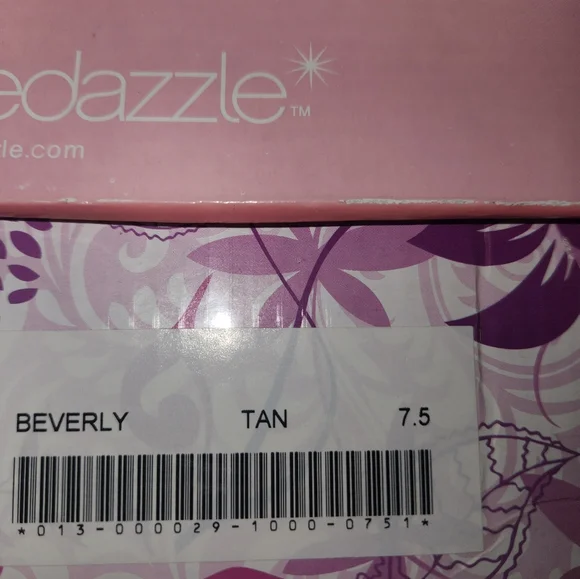 edazzle™
le.com
BEVERLY TAN 7.5
*013-000029-1000-0751*